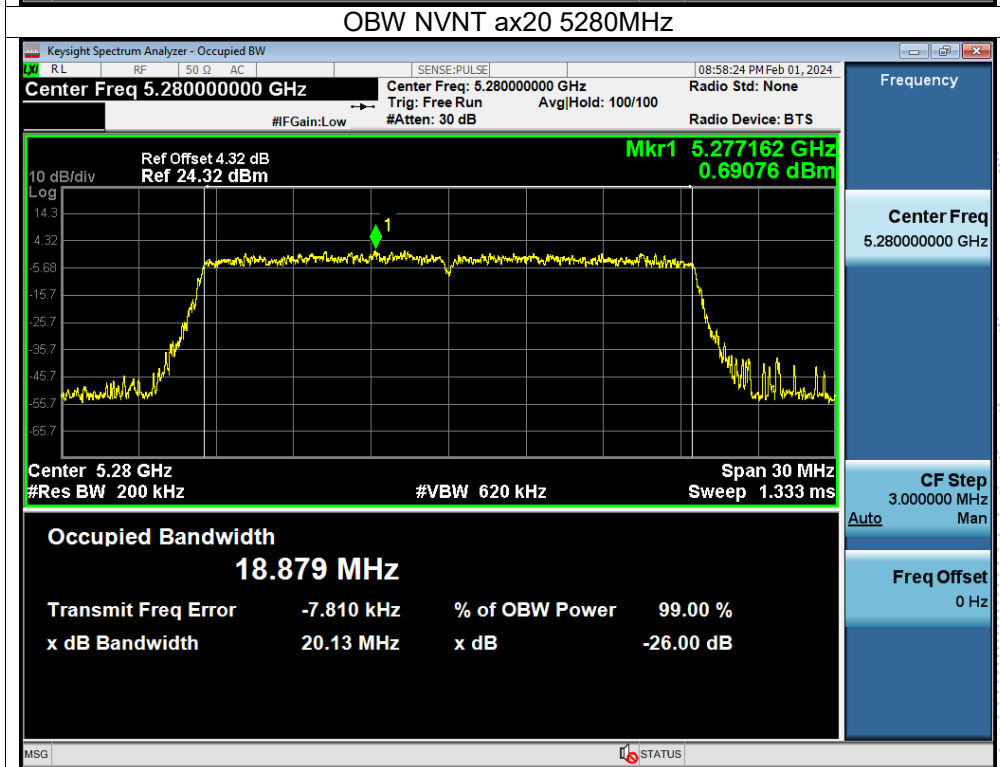 OBW NVNT ax20 5280MHz
Keysight Spectrum Analyzer - Occupied BW
LXI RL RF 50 Ω AC SENSE:PULSE 08:58:24 PM Feb 01, 2024
Center Freq 5.280000000 GHz Center Freq: 5.280000000 GHz Radio Std: None
Trig: Free Run Avg|Hold: 100/100
#IFGain:Low #Atten: 30 dB Radio Device: BTS
Mkr1 5.277162 GHz
0.69076 dBm
Ref Offset 4.32 dB
10 dB/div Ref 24.32 dBm
Log
14.3
1
4.32
-5.68
-15.7
-25.7
-35.7
-45.7
-55.7
-65.7
Center 5.28 GHz Span 30 MHz
#Res BW 200 kHz #VBW 620 kHz Sweep 1.333 ms
Occupied Bandwidth
18.879 MHz
Transmit Freq Error -7.810 kHz % of OBW Power 99.00 %
x dB Bandwidth 20.13 MHz x dB -26.00 dB
Frequency
Center Freq
5.280000000 GHz
CF Step
3.000000 MHz
Auto Man
Freq Offset
0 Hz
MSG STATUS